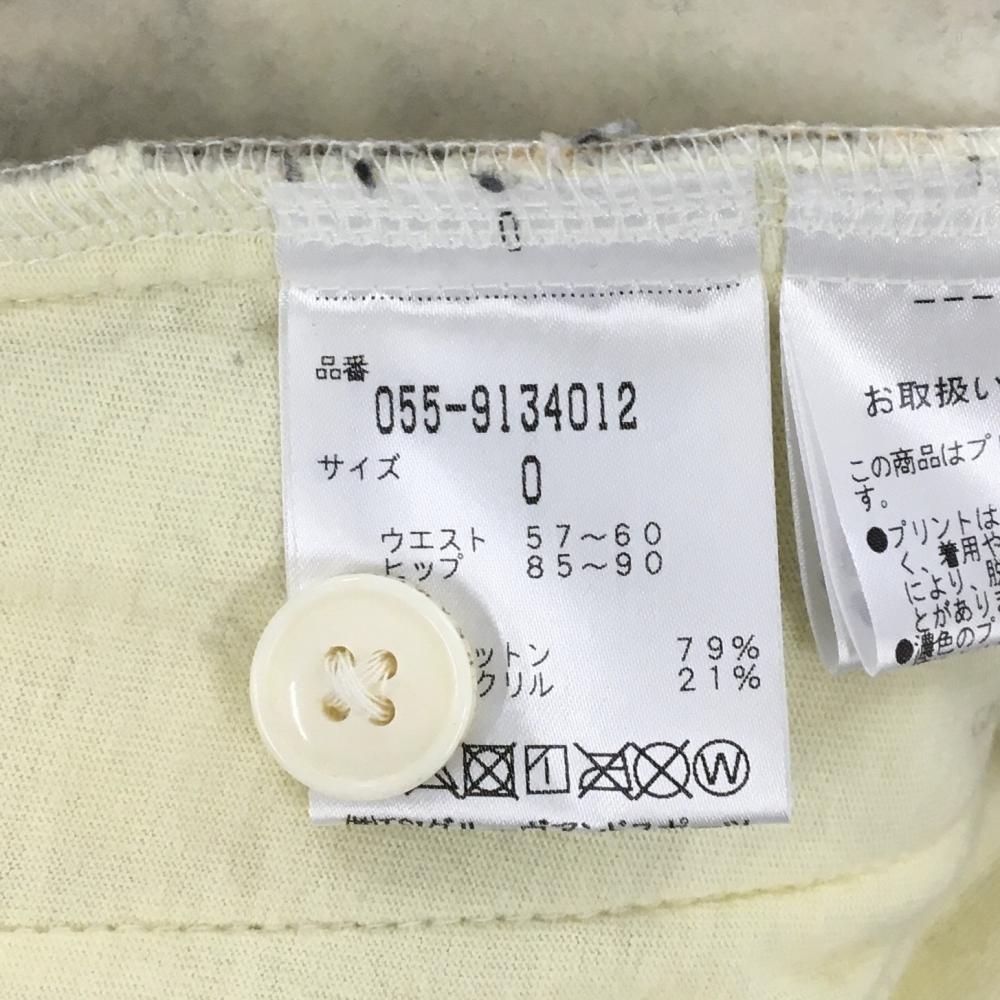 0
品番
055-9134012
サイズ
0
ウエスト 57〜60
ヒップ 85〜90
ットン 79%
クリル 21%
お取扱い
この商品はプ
す。
●プリントは
く、着用や
により、脱
とがありま
●濃色のプ